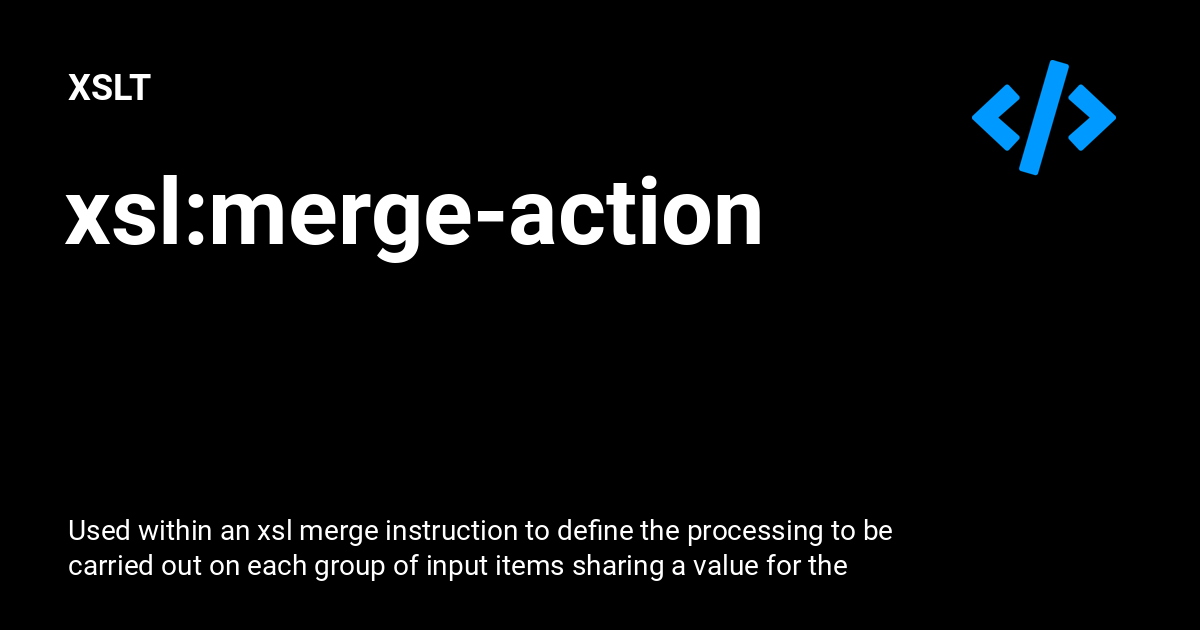 XSLT
xsl:merge-action
Used within an xsl merge instruction to define the processing to be
carried out on each group of input items sharing a value for the